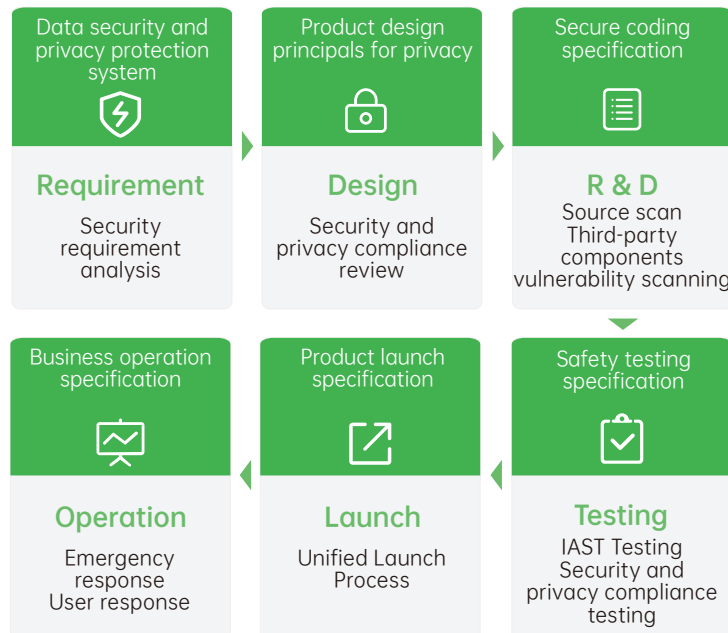 Data security and
privacy protection
system
Requirement
Security
requirement
analysis
Product design
principals for privacy
Design
Security and
privacy compliance
review
Secure coding
specification
R & D
Source scan
Third-party
components
vulnerability scanning
Safety testing
specification
Testing
IAST Testing
Security and
privacy compliance
testing
Product launch
specification
Launch
Unified Launch
Process
Business operation
specification
Operation
Emergency
response
User response